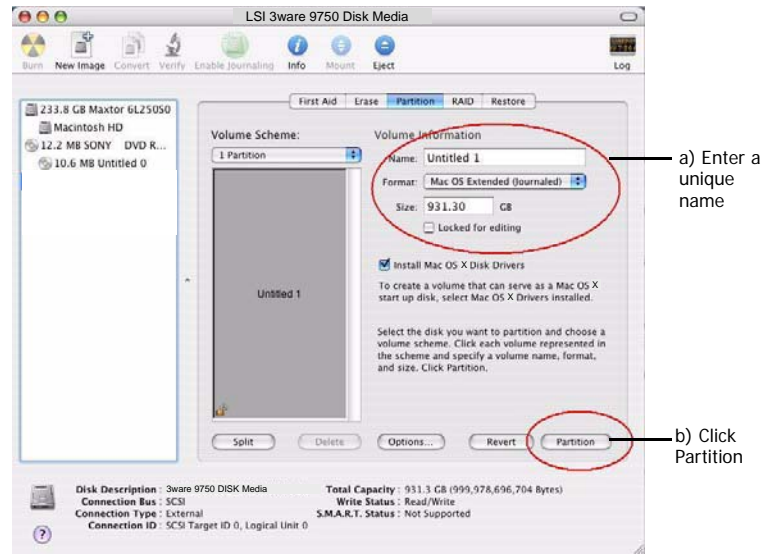 LSI 3ware 9750 Disk Media
Burn New Image Convert Verify Enable Journaling Info Mount Eject Log
233.8 GB Maxtor 6L250S0
Macintosh HD
12.2 MB SONY DVD R...
10.6 MB Untitled 0
First Aid Erase Partition RAID Restore
Volume Scheme:
1 Partition
Untitled 1
Volume Information
Name: Untitled 1
Format: Mac OS Extended (Journaled)
Size: 931.30 GB
Locked for editing
Install Mac OS X Disk Drivers
To create a volume that can serve as a Mac OS X
start up disk, select Mac OS X Drivers installed.
Select the disk you want to partition and choose a
volume scheme. Click each volume represented in
the scheme and specify a volume name, format,
and size. Click Partition.
Split Delete Options... Revert Partition
a) Enter a
unique
name
b) Click
Partition
Disk Description : 3ware 9750 DISK Media
Connection Bus : SCSI
Connection Type : External
Connection ID : SCSI Target ID 0, Logical Unit 0
Total Capacity : 931.3 GB (999,978,696,704 Bytes)
Write Status : Read/Write
S.M.A.R.T. Status : Not Supported
?